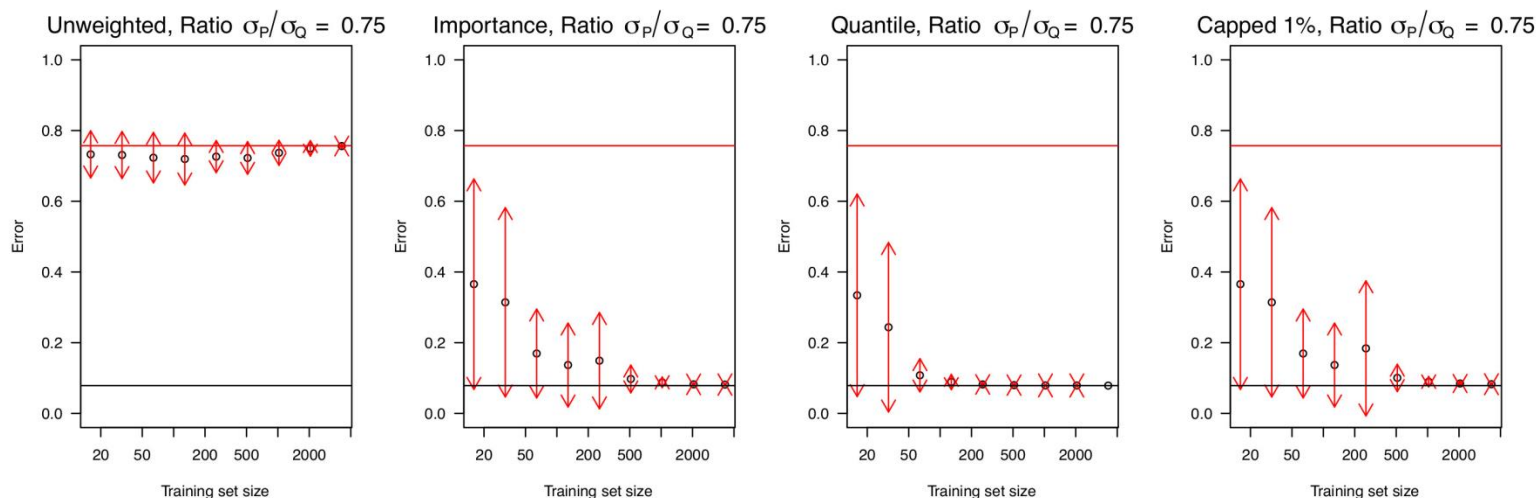 Unweighted, Ratio σP/σQ = 0.75
1.0
0.8
0.6
0.4
0.2
0.0
Error
20 50 200 500 2000
Training set size
Importance, Ratio σP/σQ= 0.75
1.0
0.8
0.6
0.4
0.2
0.0
Error
20 50 200 500 2000
Training set size
Quantile, Ratio σP/σQ = 0.75
1.0
0.8
0.6
0.4
0.2
0.0
Error
20 50 200 500 2000
Training set size
Capped 1%, Ratio σP/σQ = 0.75
1.0
0.8
0.6
0.4
0.2
0.0
Error
20 50 200 500 2000
Training set size